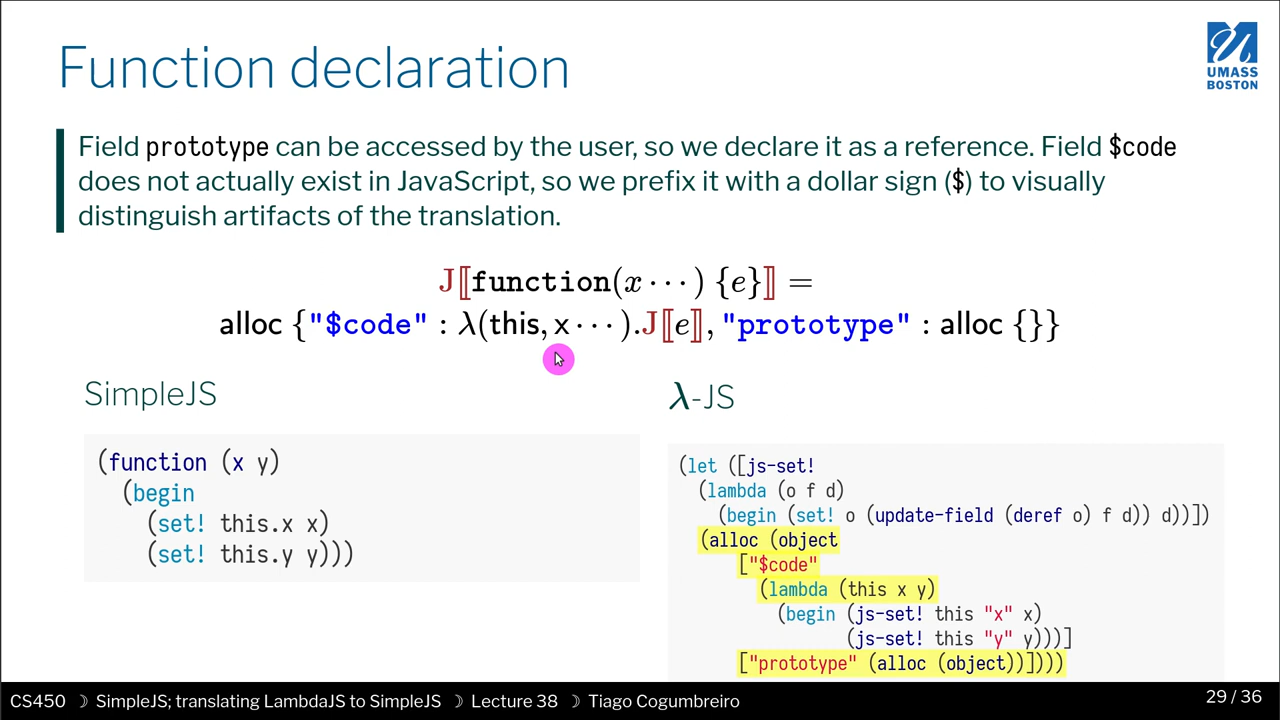 Function declaration
UMASS
BOSTON
Field prototype can be accessed by the user, so we declare it as a reference. Field $code
does not actually exist in JavaScript, so we prefix it with a dollar sign ($) to visually
distinguish artifacts of the translation.
J⟦function(x⋯) {e}⟧ =
alloc {"$code" : λ(this, x⋯).J⟦e⟧, "prototype" : alloc {}}
SimpleJS
(function (x y)
(begin
(set! this.x x)
(set! this.y y)))
λ-JS
(let ([js-set!
(lambda (o f d)
(begin (set! o (update-field (deref o) f d)) d))])
(alloc (object
["$code"
(lambda (this x y)
(begin (js-set! this "x" x)
(js-set! this "y" y)))]
["prototype" (alloc (object))])))
CS450 ☽ SimpleJS; translating LambdaJS to SimpleJS ☽ Lecture 38 ☽ Tiago Cogumbreiro
29 / 36